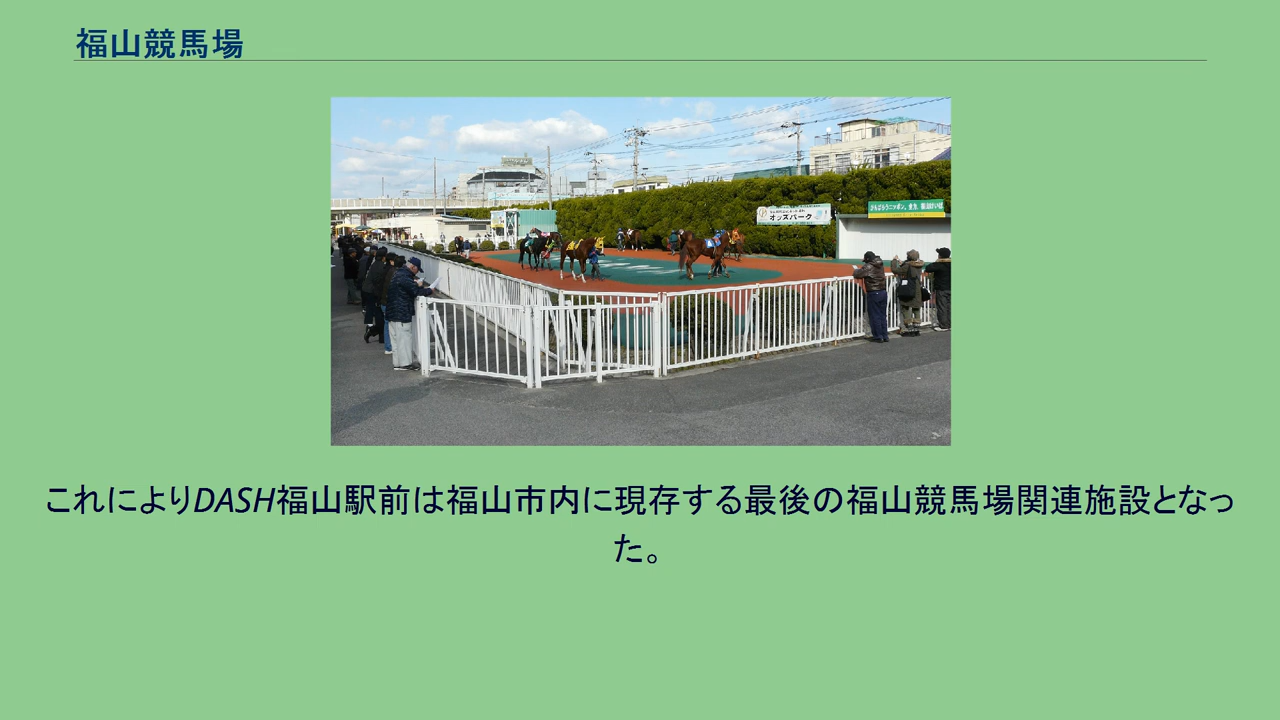 福山競馬場
オッズパーク
これによりDASH福山駅前は福山市内に現存する最後の福山競馬場関連施設となっ
た。